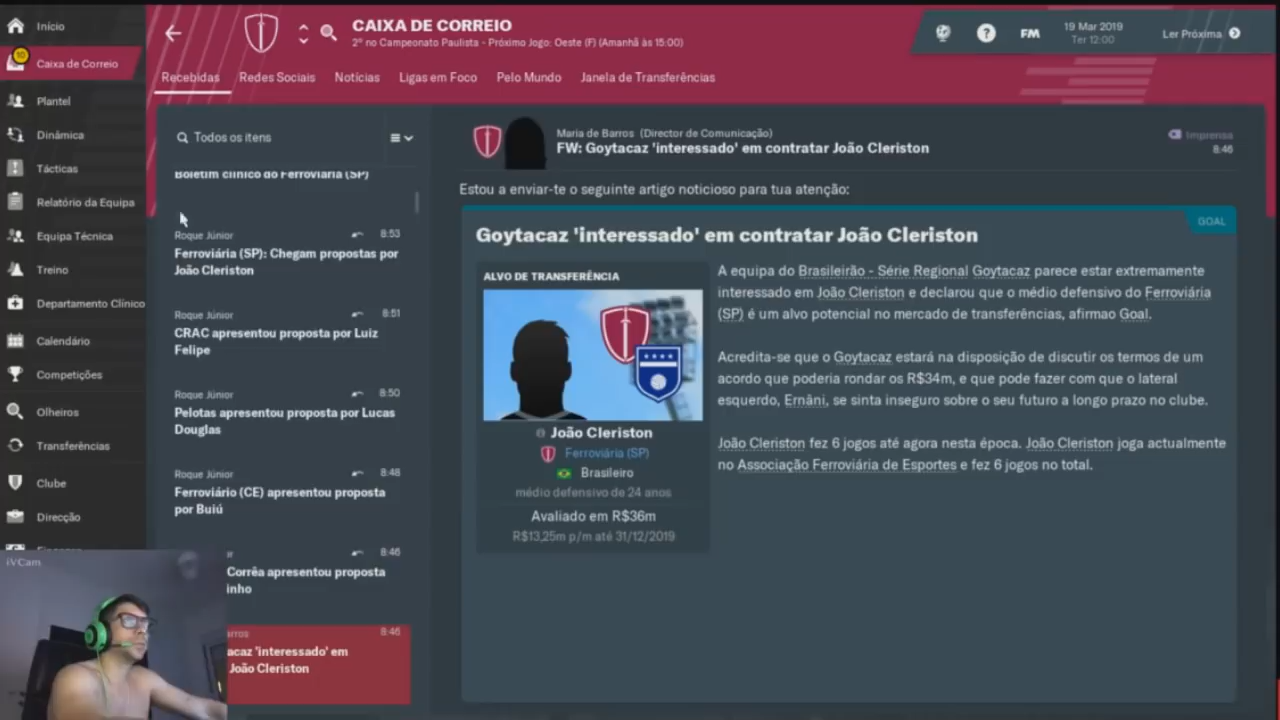 Início
Caixa de Correio
10
Plantel
Dinâmica
Tácticas
Relatório da Equipa
Equipa Técnica
Treino
Departamento Clínico
Calendário
Competições
Olheiros
Transferências
Clube
Direcção
iVCam
CAIXA DE CORREIO
2º no Campeonato Paulista - Próximo Jogo: Oeste (F) (Amanhã às 15:00)
?
FM
19 Mar 2019
Ter 12:00
Ler Próxima
Recebidas
Redes Sociais
Notícias
Ligas em Foco
Pelo Mundo
Janela de Transferências
Todos os itens
Boletim clínico do Ferroviária (SP)
Roque Júnior
8:53
Ferroviária (SP): Chegam propostas por
João Cleriston
Roque Júnior
8:51
CRAC apresentou proposta por Luiz
Felipe
Roque Júnior
8:50
Pelotas apresentou proposta por Lucas
Douglas
Roque Júnior
8:48
Ferroviário (CE) apresentou proposta
por Buiú
8:46
Corrêa apresentou proposta
inho
8:46
acaz 'interessado' em
João Cleriston
Maria de Barros (Director de Comunicação)
FW: Goytacaz 'interessado' em contratar João Cleriston
Imprensa
8:46
Estou a enviar-te o seguinte artigo noticioso para tua atenção:
GOAL
Goytacaz 'interessado' em contratar João Cleriston
ALVO DE TRANSFERÊNCIA
João Cleriston
Ferroviária (SP)
Brasileiro
médio defensivo de 24 anos
Avaliado em R$36m
R$13,25m p/m até 31/12/2019
A equipa do Brasileirão - Série Regional Goytacaz parece estar extremamente
interessado em João Cleriston e declarou que o médio defensivo do Ferroviária
(SP) é um alvo potencial no mercado de transferências, afirmao Goal.
Acredita-se que o Goytacaz estará na disposição de discutir os termos de um
acordo que poderia rondar os R$34m, e que pode fazer com que o lateral
esquerdo, Ernâni, se sinta inseguro sobre o seu futuro a longo prazo no clube.
João Cleriston fez 6 jogos até agora nesta época. João Cleriston joga actualmente
no Associação Ferroviária de Esportes e fez 6 jogos no total.